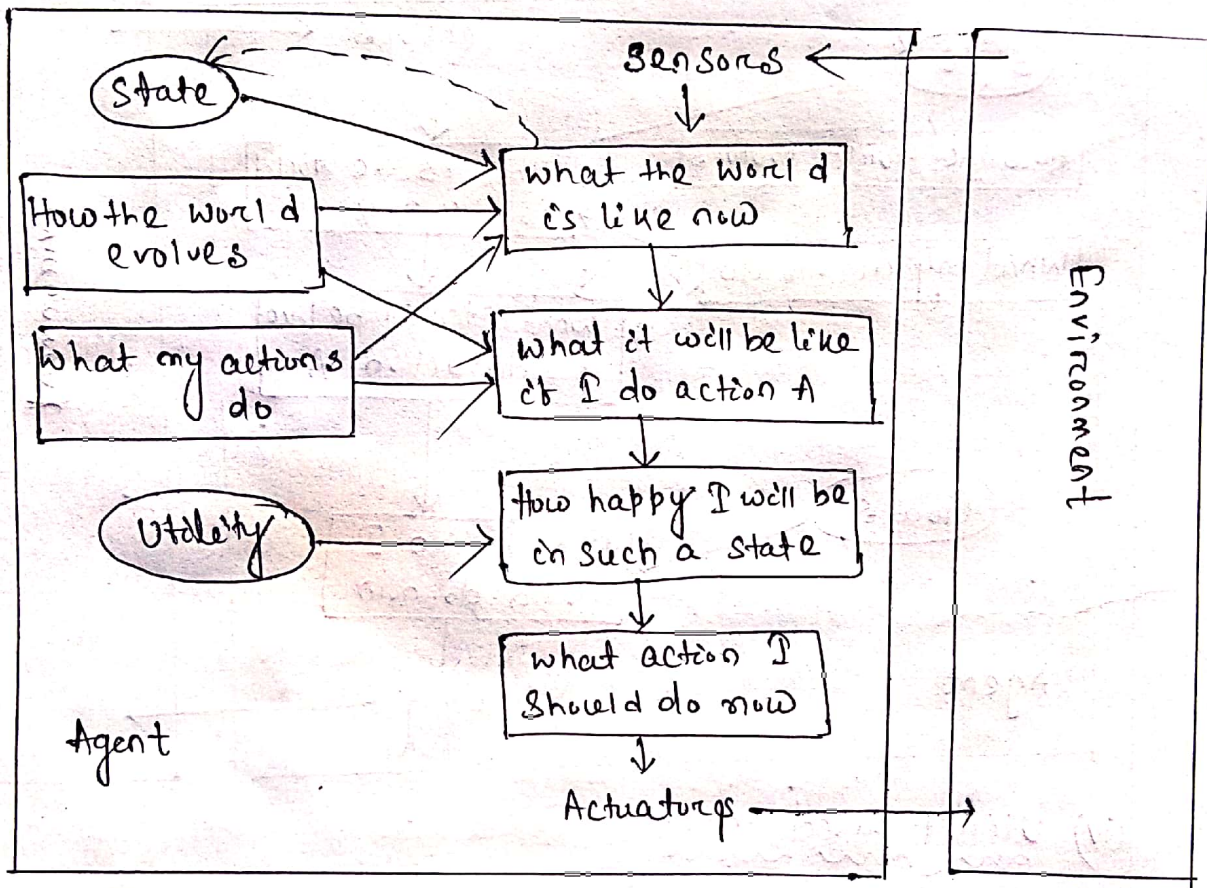 Sensors
State
What the world
is like now
How the world
evolves
What it will be like
if I do action A
What my actions
do
How happy I will be
in such a state
Utility
What action I
Should do now
Agent
Actuators
Environment